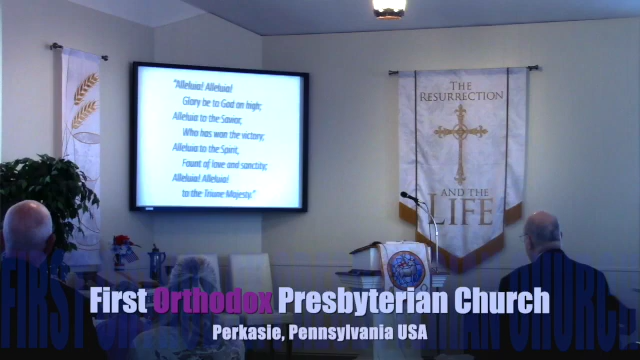 "Alleluia! Alleluia!
Glory be to God on high;
Alleluia to the Savior,
Who has won the victory;
Alleluia to the Spirit,
Fount of love and sanctity;
Alleluia! Alleluia!
to the Triune Majesty."
THE
RESURRECTION
AND THE
LIFE
First Orthodox Presbyterian Church
Perkasie, Pennsylvania USA